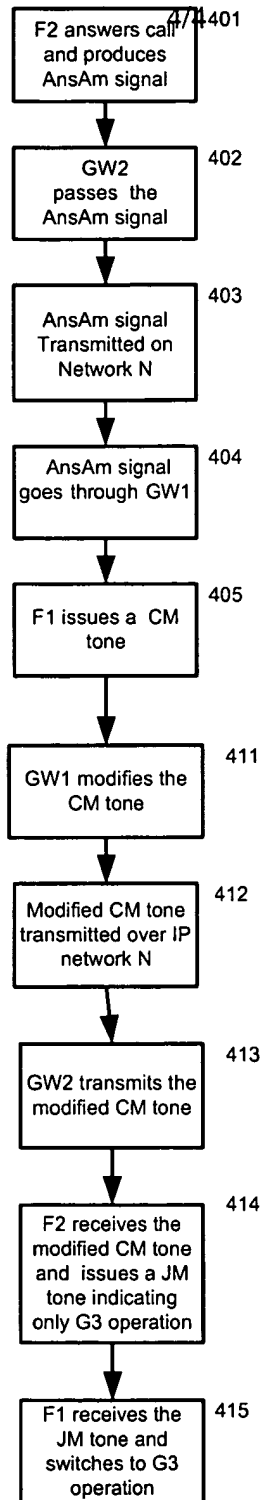 4/4
401
F2 answers call
and produces
AnsAm signal
402
GW2
passes the
AnsAm signal
403
AnsAm signal
Transmitted on
Network N
404
AnsAm signal
goes through GW1
405
F1 issues a CM
tone
411
GW1 modifies the
CM tone
412
Modified CM tone
transmitted over IP
network N
413
GW2 transmits the
modified CM tone
414
F2 receives the
modified CM tone
and issues a JM
tone indicating
only G3 operation
415
F1 receives the
JM tone and
switches to G3
operation